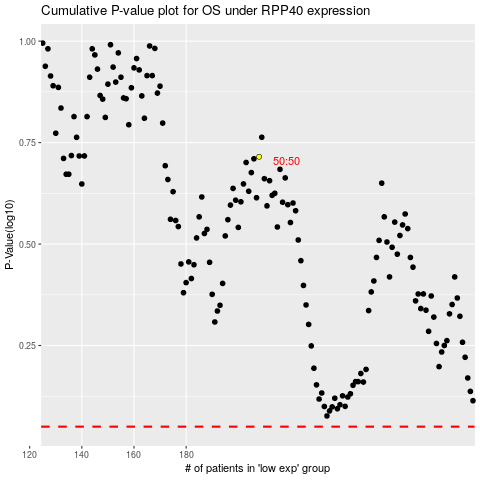 Cumulative P-value plot for OS under RPP40 expression
P-Value(log10)
1.00
0.75
0.50
0.25
50:50
120 140 160 180
# of patients in 'low exp' group